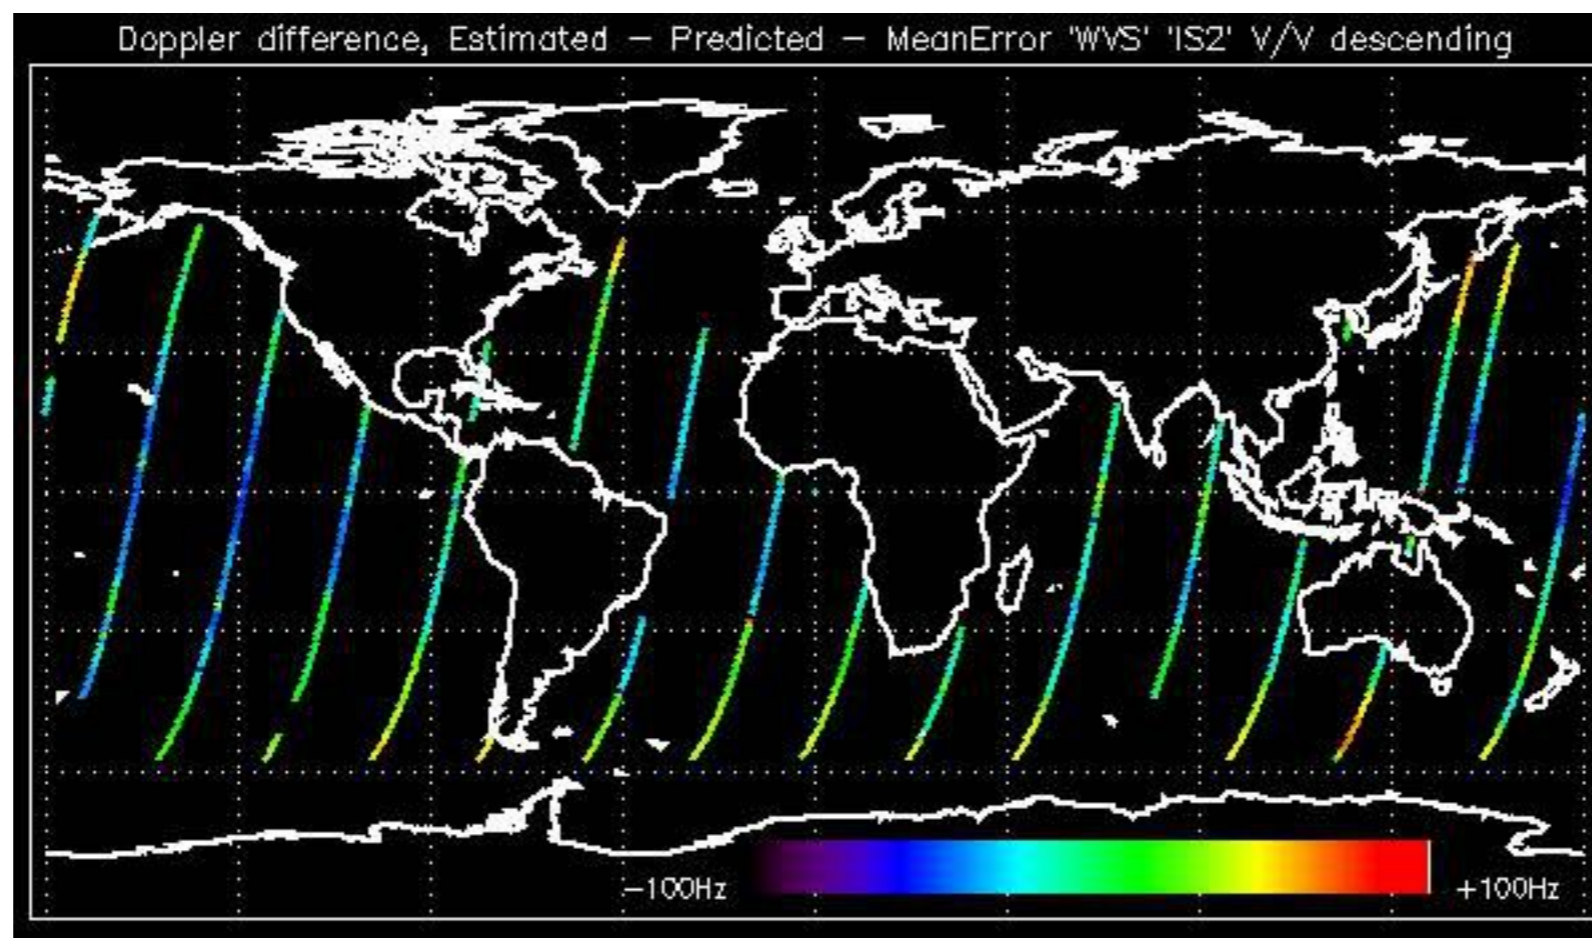 Doppler difference, Estimated – Predicted – MeanError 'WVS' 'IS2' V/V descending
–100Hz +100Hz